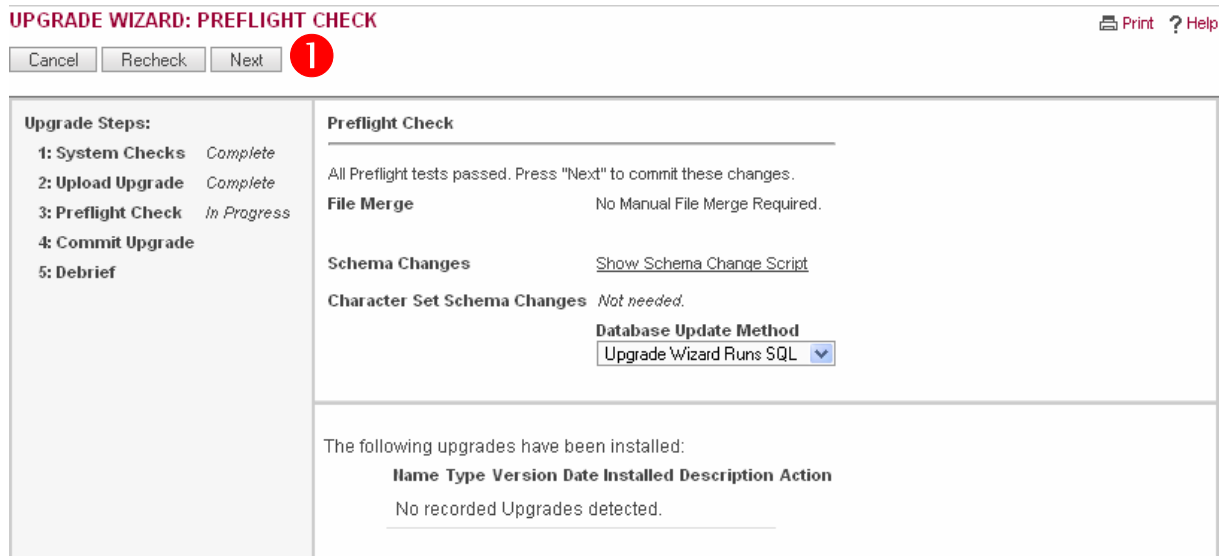 UPGRADE WIZARD: PREFLIGHT CHECK
Print ? Help
Cancel Recheck Next 1
Upgrade Steps:
1: System Checks Complete
2: Upload Upgrade Complete
3: Preflight Check In Progress
4: Commit Upgrade
5: Debrief
Preflight Check
All Preflight tests passed. Press "Next" to commit these changes.
File Merge No Manual File Merge Required.
Schema Changes Show Schema Change Script
Character Set Schema Changes Not needed.
Database Update Method
Upgrade Wizard Runs SQL
The following upgrades have been installed:
Name Type Version Date Installed Description Action
No recorded Upgrades detected.